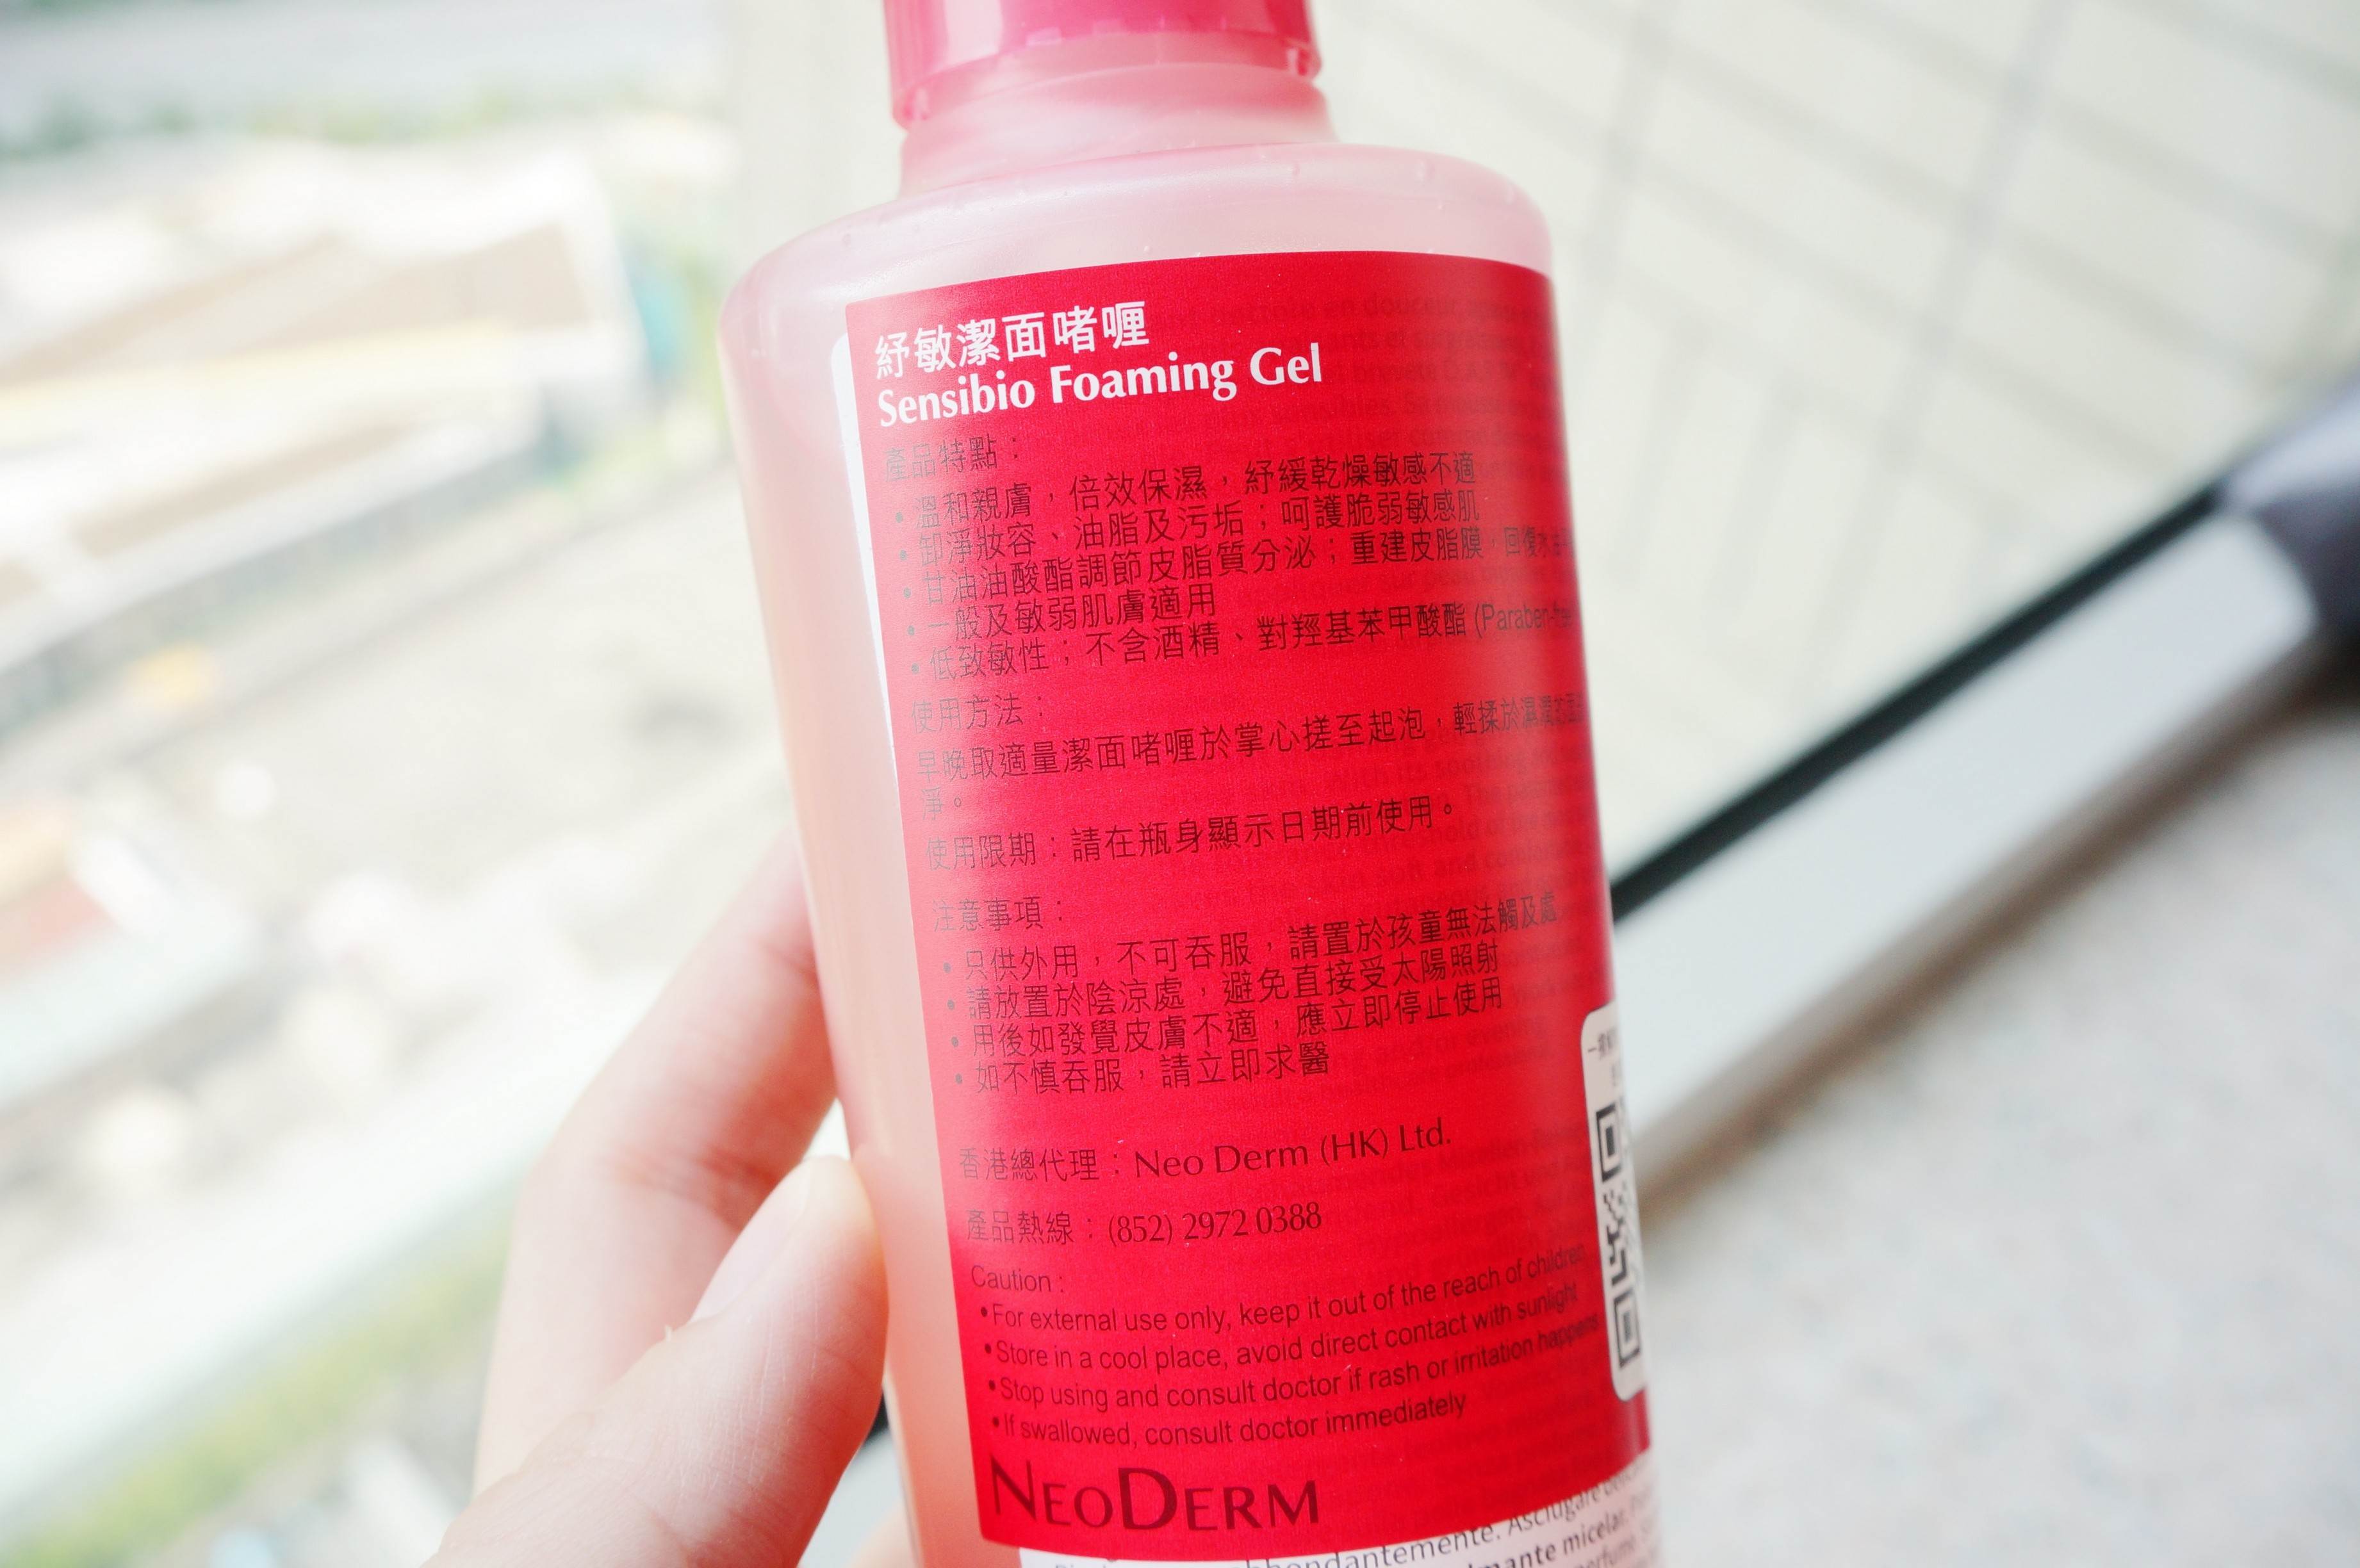 紓敏潔面啫喱
Sensibio Foaming Gel
產品特點：
• 溫和親膚，倍效保濕，紓緩乾燥敏感不適
• 卸淨妝容、油脂及污垢；呵護脆弱敏感肌
• 甘油油酸酯調節皮脂質分泌；重建皮脂膜，回復水油
• 一般及敏弱肌膚適用
• 低致敏性；不含酒精、對羥基苯甲酸酯 (Paraben-free
使用方法：
早晚取適量潔面啫喱於掌心搓至起泡，輕揉於濕潤的面
淨。
使用限期：請在瓶身顯示日期前使用。
注意事項：
• 只供外用，不可吞服，請置於孩童無法觸及處
• 請放置於陰涼處，避免直接受太陽照射
• 用後如發覺皮膚不適，應立即停止使用
• 如不慎吞服，請立即求醫
香港總代理：Neo Derm (HK) Ltd.
產品熱線：(852) 2972 0388
Caution :
•For external use only, keep it out of the reach of children
•Store in a cool place, avoid direct contact with sunlight
•Stop using and consult doctor if rash or irritation happens
•If swallowed, consult doctor immediately
NEODERM